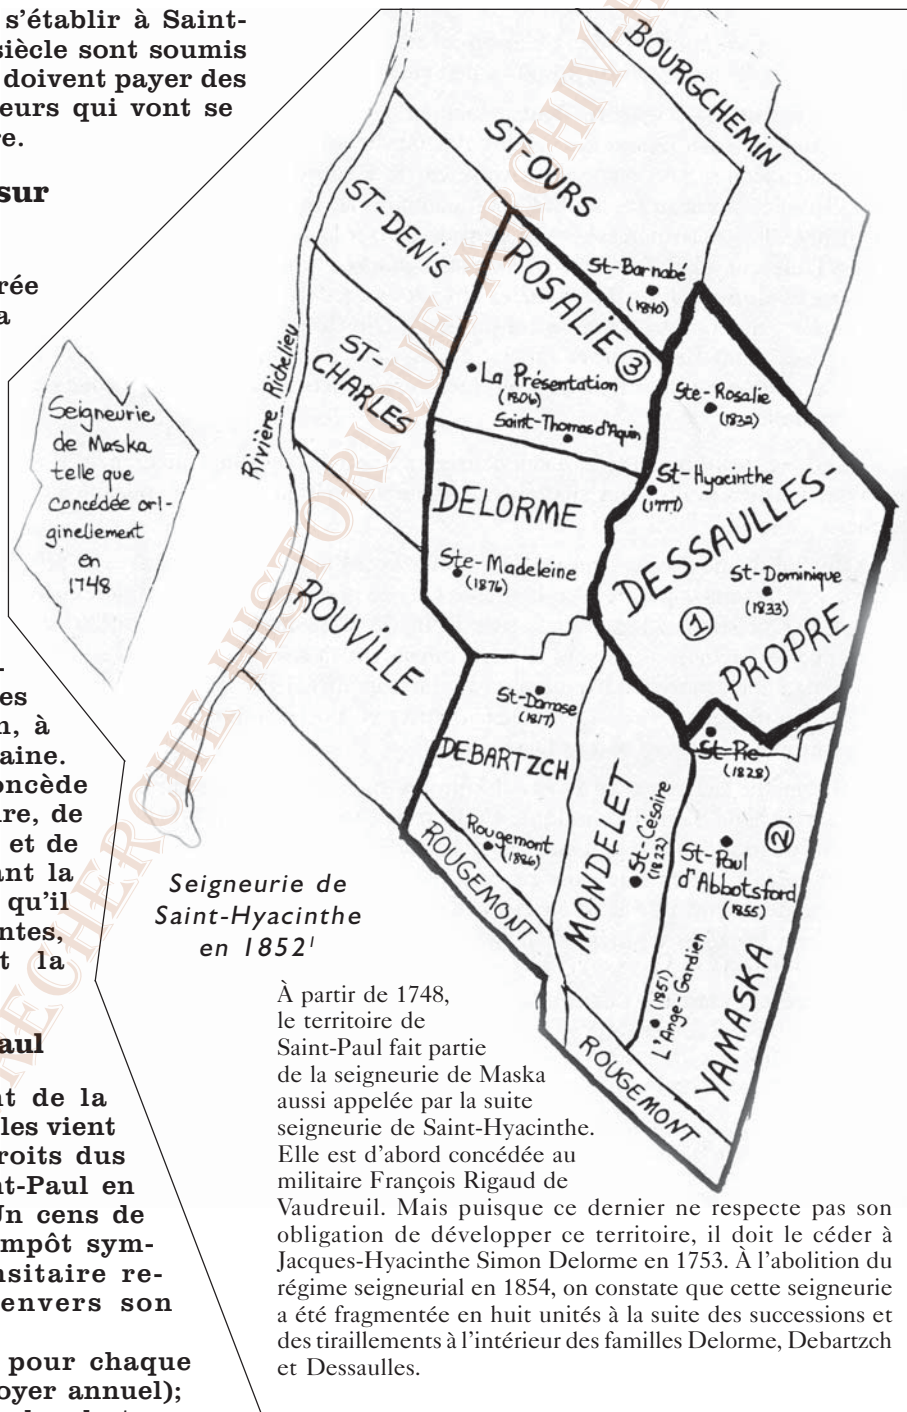 s’établir à Saint-
siècle sont soumis
doivent payer des
eurs qui vont se
re.
sur
rée
a
-
es
n, à
aine.
oncède
ire, de
et de
ant la
qu’il
ntes,
t la
aul
nt de la
les vient
roits dus
nt-Paul en
Un cens de
mpôt sym-
nsitaire re-
envers son
pour chaque
oyer annuel);
BOURGCHEMIN
ST-OURS
ST-DENIS
ST-
CHARLES
Rivière Richelieu
ROUVILLE
ROSALIE ③
St-Barnabé
(1840)
La Présentation
(1806)
Saint-Thomas d'Aquin
Ste-Rosalie
(1832)
St-Hyacinthe
(1777)
DELORME
Ste-Madeleine
(1876)
DESSAULLES-
PROPRE
①
St-Dominique
(1833)
St-Damase
(1817)
DEBARTZCH
Rougemont
(1886)
ROUGEMONT
MONDELET
St-Césaire
(1822)
St-Pie
(1828)
②
St-Paul
d'Abbotsford
(1855)
L'Ange-Gardien
(1851)
YAMASKA
ROUGEMONT
Seigneurie
de Maska
telle que
concédée ori-
ginellement
en
1748
Seigneurie de
Saint-Hyacinthe
en 1852¹
À partir de 1748,
le territoire de
Saint-Paul fait partie
de la seigneurie de Maska
aussi appelée par la suite
seigneurie de Saint-Hyacinthe.
Elle est d’abord concédée au
militaire François Rigaud de
Vaudreuil. Mais puisque ce dernier ne respecte pas son
obligation de développer ce territoire, il doit le céder à
Jacques-Hyacinthe Simon Delorme en 1753. À l’abolition du
régime seigneurial en 1854, on constate que cette seigneurie
a été fragmentée en huit unités à la suite des successions et
des tiraillements à l’intérieur des familles Delorme, Debartzch
et Dessaulles.
RECHERCHE HISTORIQUE ARCHIV